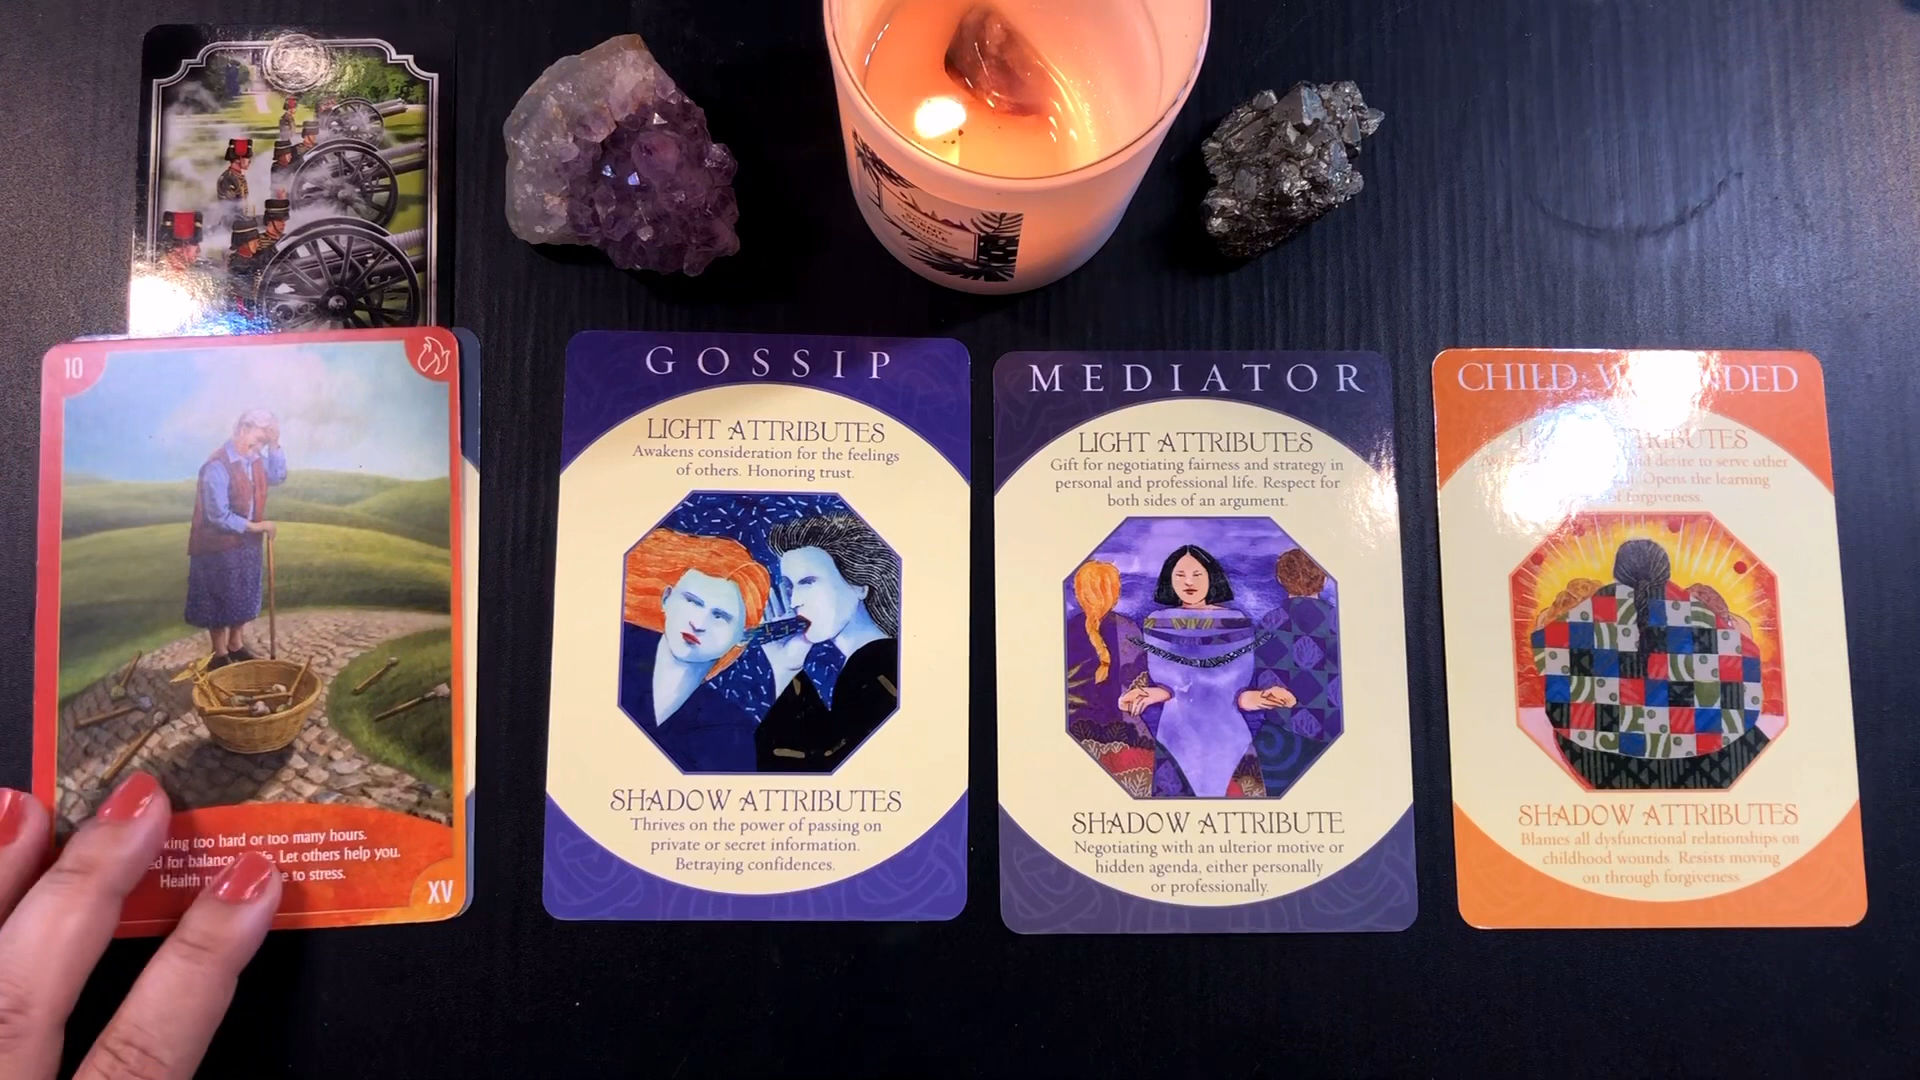 10
king too hard or too many hours.
d for balance Let others help you.
Health to stress.
XV
GOSSIP
LIGHT ATTRIBUTES
Awakens consideration for the feelings
of others. Honoring trust.
SHADOW ATTRIBUTES
Thrives on the power of passing on
private or secret information.
Betraying confidences.
MEDIATOR
LIGHT ATTRIBUTES
Gift for negotiating fairness and strategy in
personal and professional life. Respect for
both sides of an argument.
SHADOW ATTRIBUTE
Negotiating with an ulterior motive or
hidden agenda, either personally
or professionally.
CHILD: W NDED
L TRIBUTES
and desire to serve other
Opens the learning
of forgiveness.
SHADOW ATTRIBUTES
Blames all dysfunctional relationships on
childhood wounds. Resists moving
on through forgiveness.